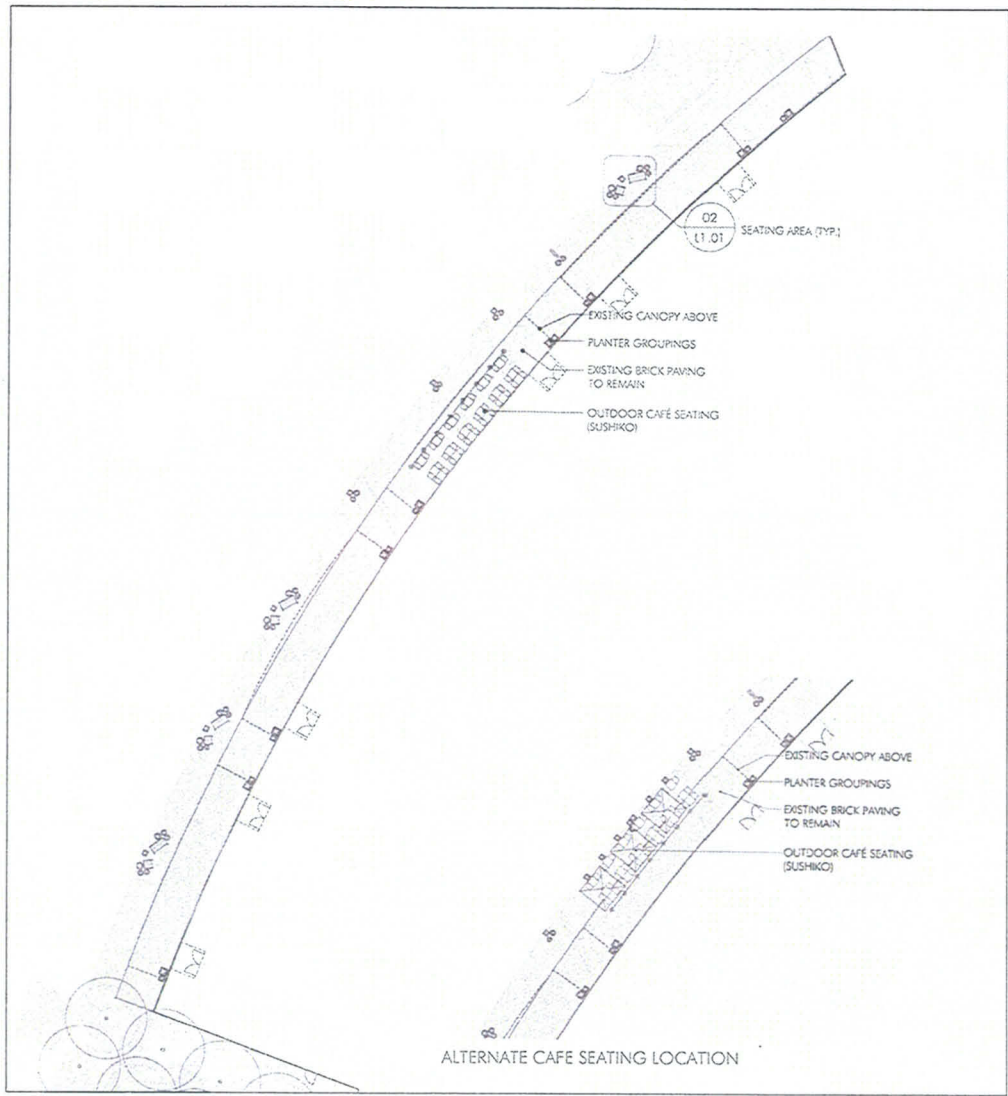 02
L1.01
SEATING AREA (TYP.)
EXISTING CANOPY ABOVE
PLANTER GROUPINGS
EXISTING BRICK PAVING
TO REMAIN
OUTDOOR CAFÉ SEATING
(SUSHIKO)
EXISTING CANOPY ABOVE
PLANTER GROUPINGS
EXISTING BRICK PAVING
TO REMAIN
OUTDOOR CAFÉ SEATING
(SUSHIKO)
ALTERNATE CAFE SEATING LOCATION